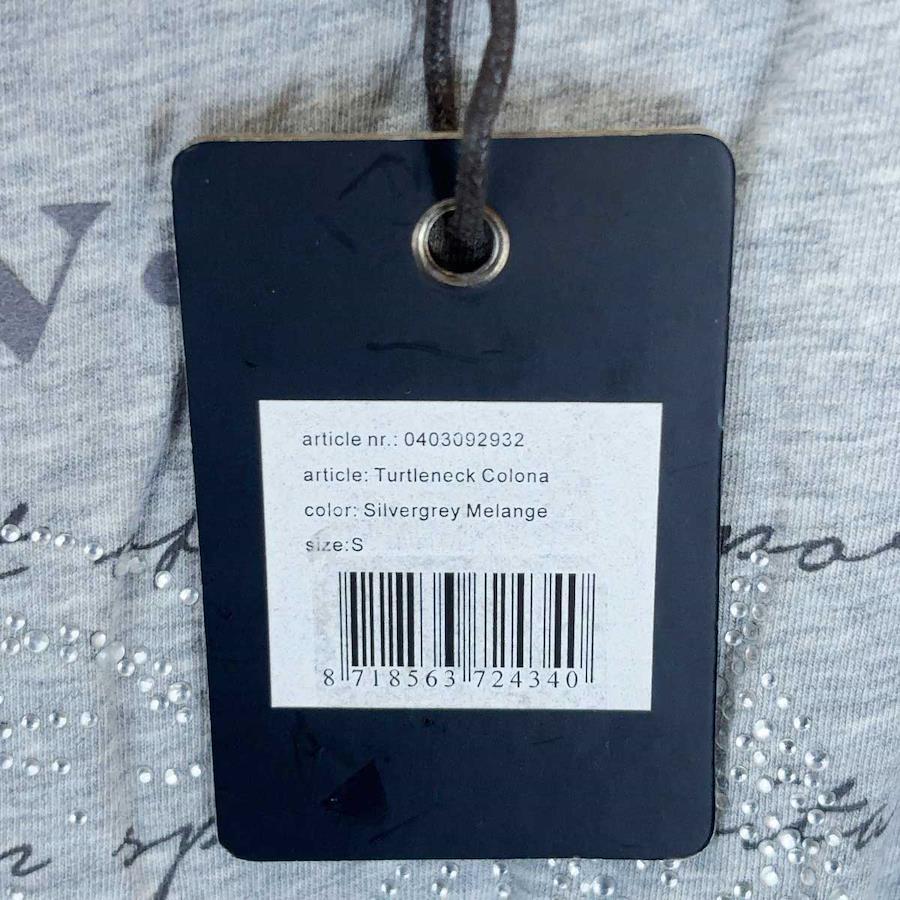 article nr.: 0403092932
article: Turtleneck Colona
color: Silvergrey Melange
size:S
8 718563 724340